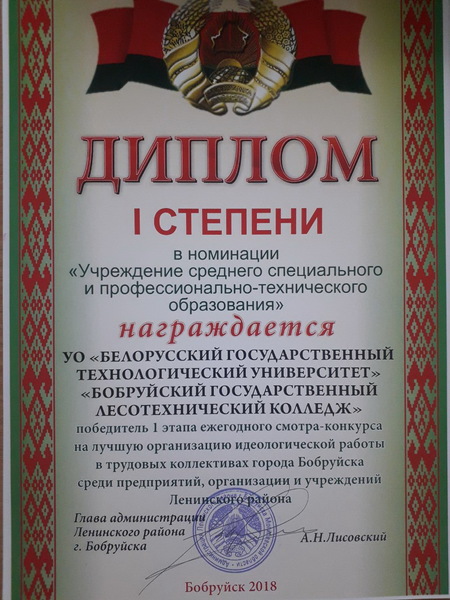 ДИПЛОМ
I СТЕПЕНИ
в номинации
«Учреждение среднего специального
и профессионально-технического
образования»
награждается
УО «БЕЛОРУССКИЙ ГОСУДАРСТВЕННЫЙ
ТЕХНОЛОГИЧЕСКИЙ УНИВЕРСИТЕТ»
«БОБРУЙСКИЙ ГОСУДАРСТВЕННЫЙ
ЛЕСОТЕХНИЧЕСКИЙ КОЛЛЕДЖ»
победитель 1 этапа ежегодного смотра-конкурса
на лучшую организацию идеологической работы
в трудовых коллективах города Бобруйска
среди предприятий, организации и учреждений
Ленинского района
Глава администрации
Ленинского района
г. Бобруйска
А.Н.Лисовский
Бобруйск 2018